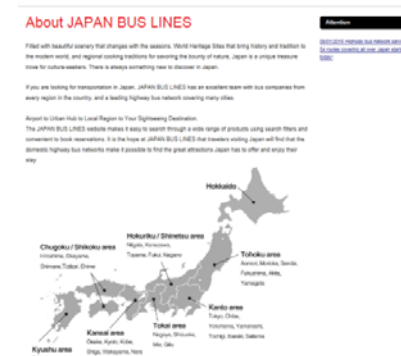 About JAPAN BUS LINES
Attention
Filled with beautiful scenery that changes with the seasons. World Heritage Sites that bring history and tradition to
the modern world, and regional cooking traditions for savoring the bounty of nature, Japan is a unique treasure
trove for culture-seekers. There is always something new to discover in Japan.
If you are looking for transportation in Japan, JAPAN BUS LINES has an excellent team with bus companies from
every region in the country, and a leading highway bus network covering many cities.
Airport to Urban Hub to Local Region to Your Sightseeing Destination.
The JAPAN BUS LINES website makes it easy to search through a wide range of products using search filters and
convenient to book reservations. It is the hope at JAPAN BUS LINES that travelers visiting Japan will find that the
domestic highway bus networks make it possible to find the great attractions Japan has to offer and enjoy their
stay
Hokkaido
Hokuriku / Shinetsu area
Niigata, Kanazawa,
Toyama, Fukui, Nagano
Chugoku / Shikoku area
Hiroshima, Okayama,
Shimane, Tottori, Ehime
Tohoku area
Aomori, Morioka, Sendai,
Fukushima, Akita,
Yamagata
Kanto area
Tokyo, Chiba,
Yokohama, Yamanashi,
Tochigi, Ibaraki, Saitama
Tokai area
Nagoya, Shizuoka,
Mie, Gifu
Kansai area
Osaka, Kyoto, Kobe,
Shiga, Wakayama, Nara
Kyushu area